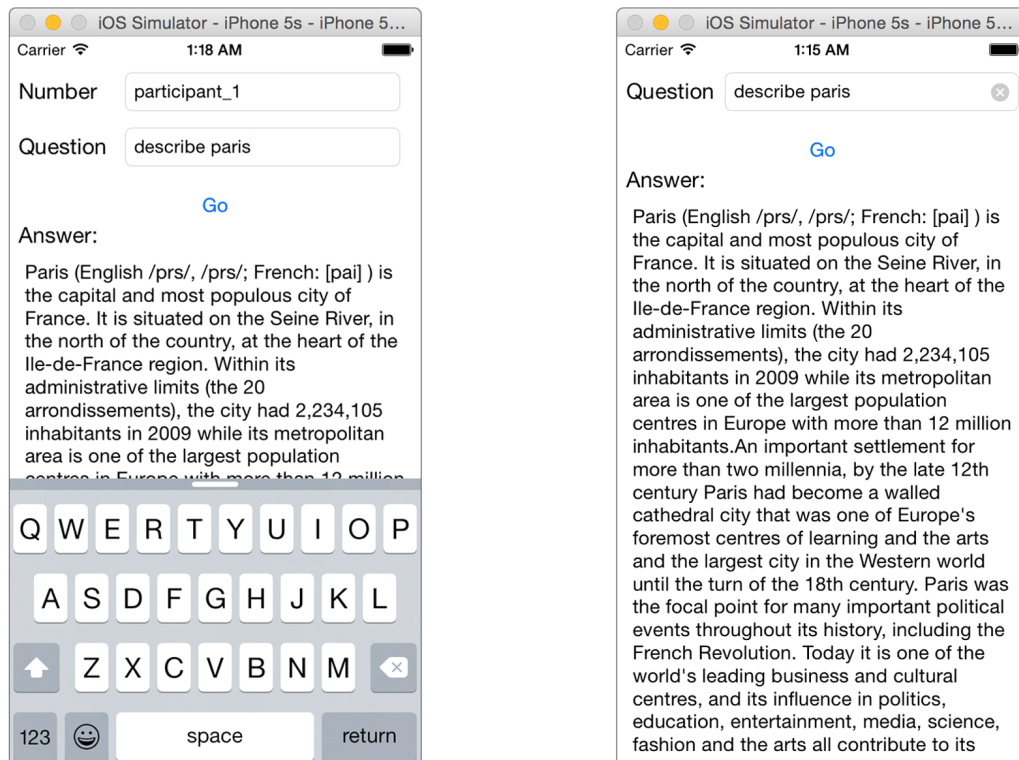 iOS Simulator - iPhone 5s - iPhone 5...
Carrier 1:18 AM
Number participant_1
Question describe paris
Go
Answer:
Paris (English /prs/, /prs/; French: [pai] ) is
the capital and most populous city of
France. It is situated on the Seine River, in
the north of the country, at the heart of the
Ile-de-France region. Within its
administrative limits (the 20
arrondissements), the city had 2,234,105
inhabitants in 2009 while its metropolitan
area is one of the largest population
centres in Europe with more than 12 million
Q W E R T Y U I O P
A S D F G H J K L
Z X C V B N M
123 space return
iOS Simulator - iPhone 5s - iPhone 5...
Carrier 1:15 AM
Question describe paris
Go
Answer:
Paris (English /prs/, /prs/; French: [pai] ) is
the capital and most populous city of
France. It is situated on the Seine River, in
the north of the country, at the heart of the
Ile-de-France region. Within its
administrative limits (the 20
arrondissements), the city had 2,234,105
inhabitants in 2009 while its metropolitan
area is one of the largest population
centres in Europe with more than 12 million
inhabitants.An important settlement for
more than two millennia, by the late 12th
century Paris had become a walled
cathedral city that was one of Europe's
foremost centres of learning and the arts
and the largest city in the Western world
until the turn of the 18th century. Paris was
the focal point for many important political
events throughout its history, including the
French Revolution. Today it is one of the
world's leading business and cultural
centres, and its influence in politics,
education, entertainment, media, science,
fashion and the arts all contribute to its